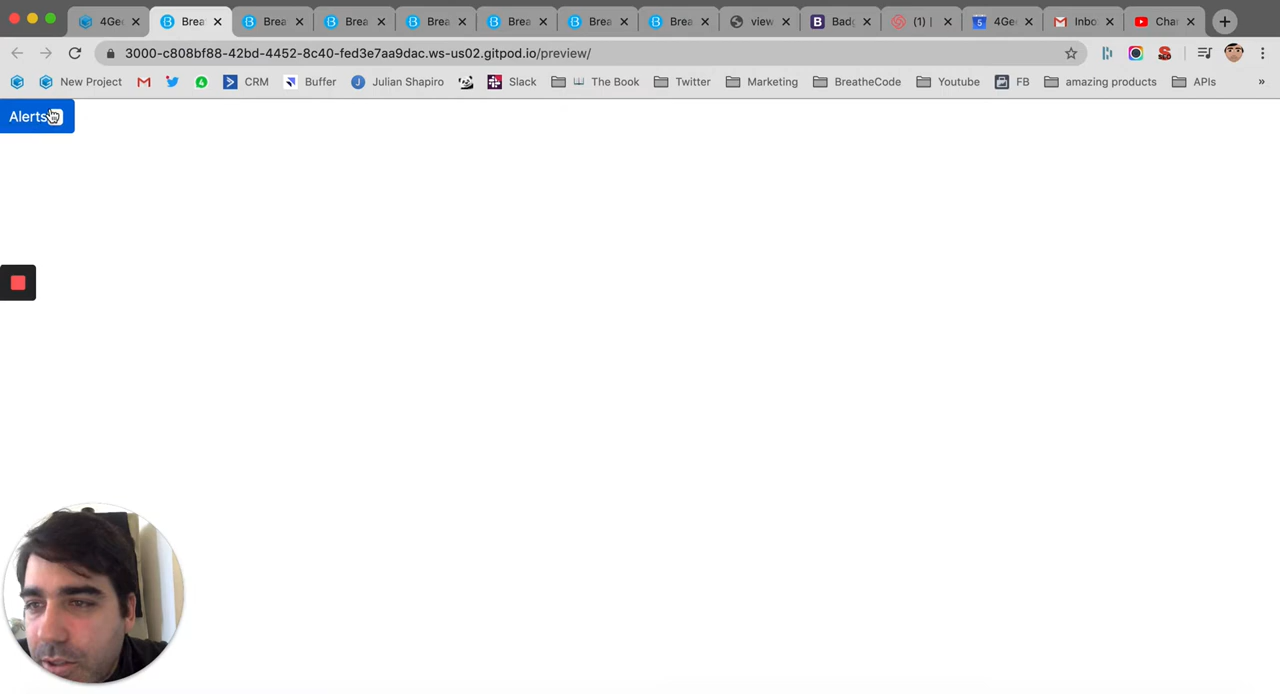 4Geo
Brea
Brea
Brea
Brea
Brea
Brea
Brea
view
Badg
(1) |
4Ge
Inbo
Cha
3000-c808bf88-42bd-4452-8c40-fed3e7aa9dac.ws-us02.gitpod.io/preview/
New Project
CRM
Buffer
Julian Shapiro
Slack
The Book
Twitter
Marketing
BreatheCode
Youtube
FB
amazing products
APIs
»
Alerts